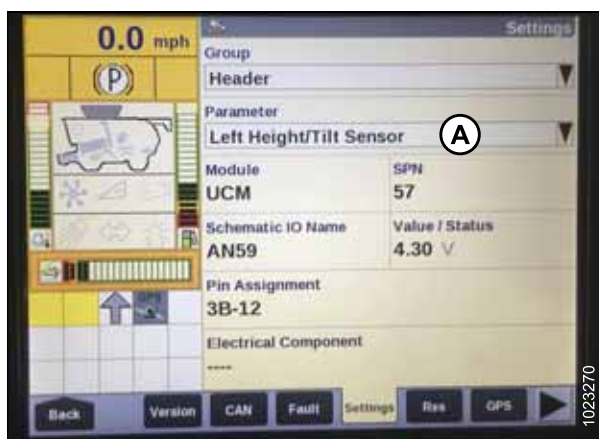 0.0 mph
(P)
Settings
Group
Header
Parameter
Left Height/Tilt Sensor
A
Module
UCM
SPN
57
Schematic IO Name
AN59
Value / Status
4.30 V
Pin Assignment
3B-12
Electrical Component
----
Back
Version
CAN
Fault
Settings
Res
GPS
1023270